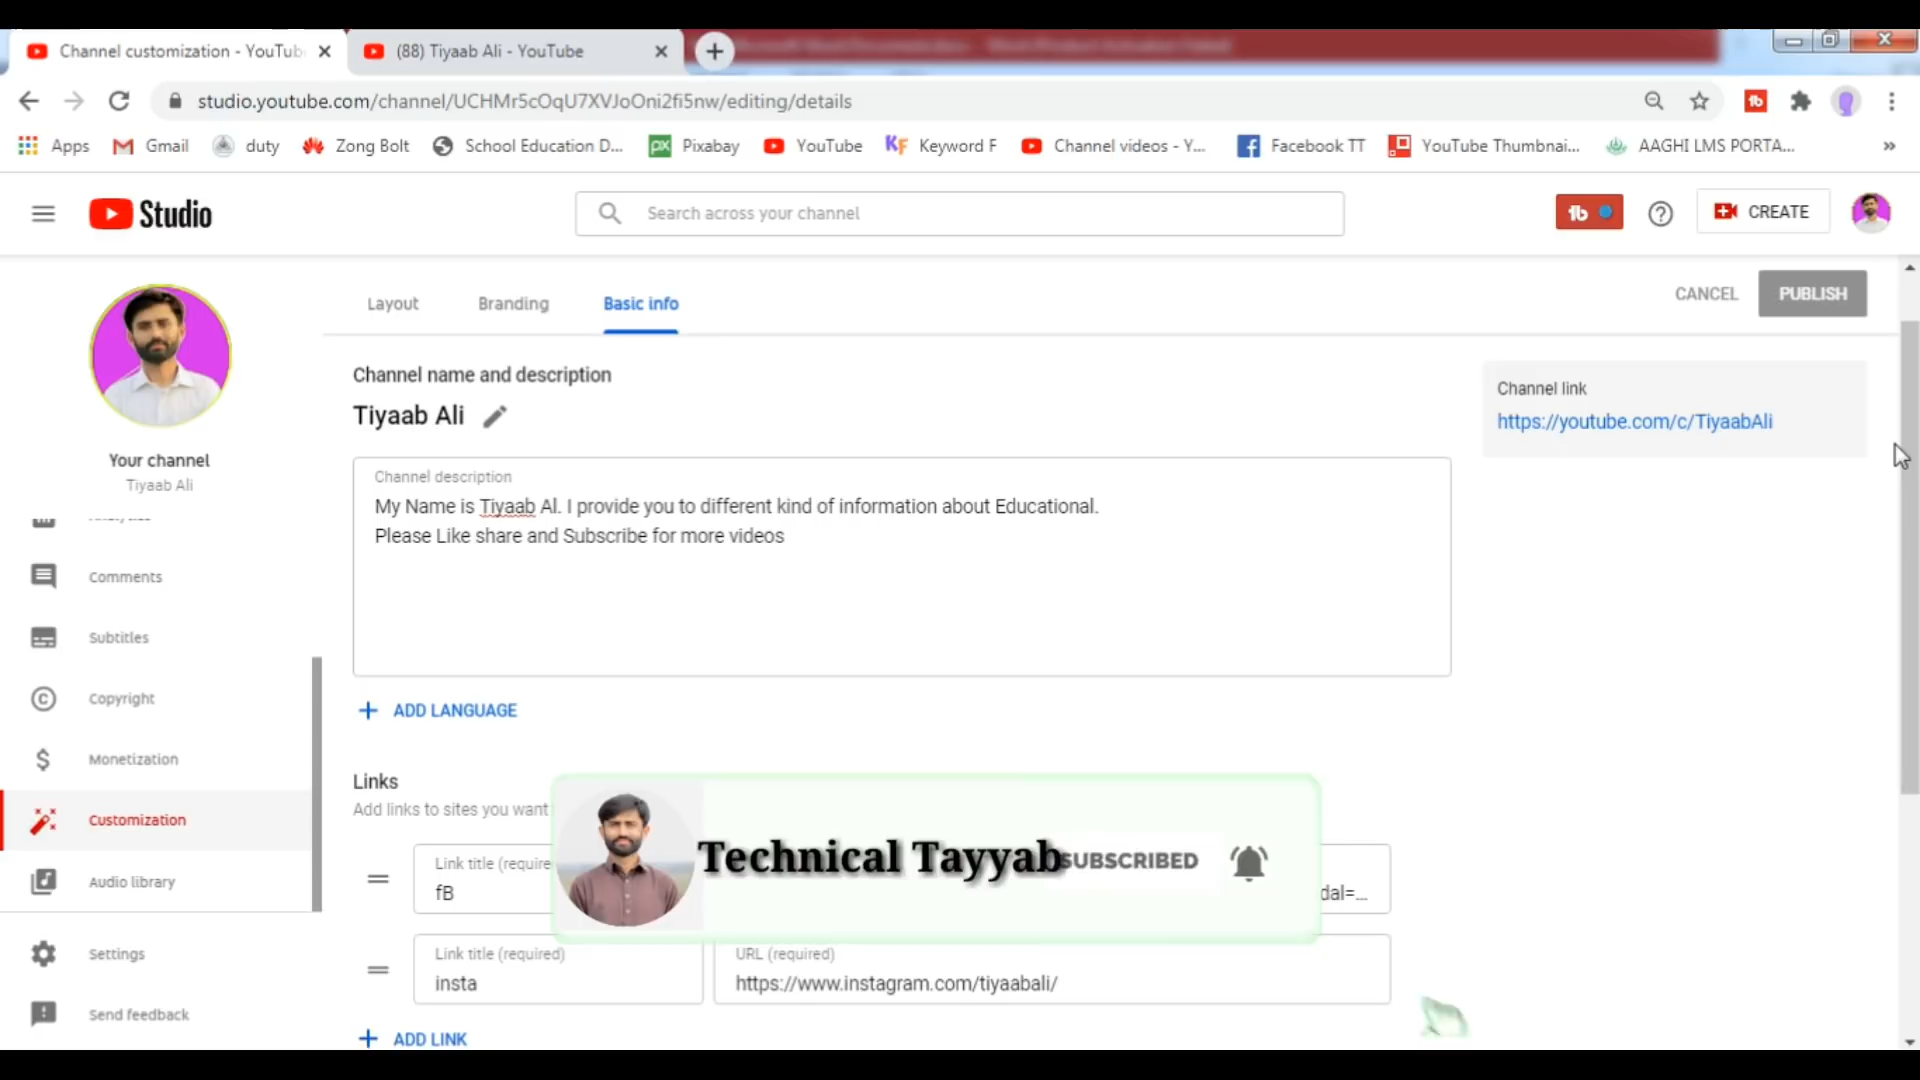 Channel customization - YouTub
(88) Tiyaab Ali - YouTube
studio.youtube.com/channel/UCHMr5cOqU7XVJoOni2fi5nw/editing/details
Apps
Gmail
duty
Zong Bolt
School Education D...
Pixabay
YouTube
Keyword F
Channel videos - Y...
Facebook TT
YouTube Thumbnai...
AAGHI LMS PORTA...
Studio
Search across your channel
CREATE
Layout
Branding
Basic info
CANCEL
PUBLISH
Channel name and description
Tiyaab Ali
Channel link
https://youtube.com/c/TiyaabAli
Your channel
Tiyaab Ali
Channel description
My Name is Tiyaab Al. I provide you to different kind of information about Educational.
Please Like share and Subscribe for more videos
Comments
Subtitles
Copyright
Monetization
Customization
Audio library
Settings
Send feedback
ADD LANGUAGE
Links
Add links to sites you want
Link title (require
fB
dal=...
Technical Tayyab
SUBSCRIBED
Link title (required)
insta
URL (required)
https://www.instagram.com/tiyaabali/
ADD LINK